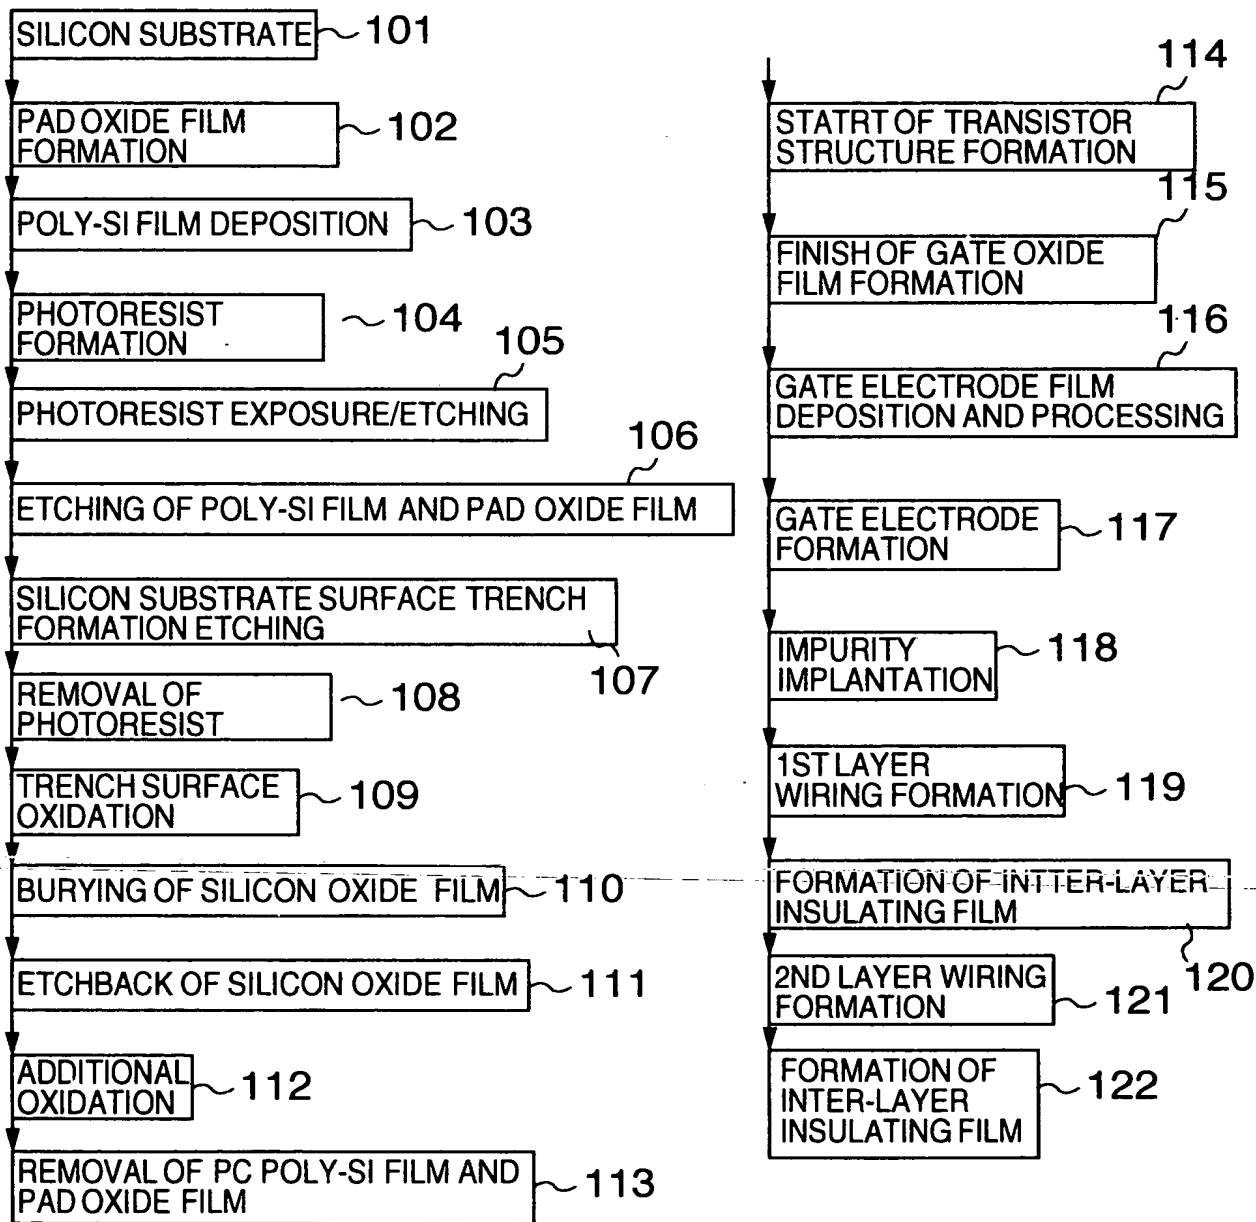 SILICON SUBSTRATE
101
PAD OXIDE FILM
FORMATION
102
POLY-SI FILM DEPOSITION
103
PHOTORESIST
FORMATION
104
105
PHOTORESIST EXPOSURE/ETCHING
106
ETCHING OF POLY-SI FILM AND PAD OXIDE FILM
SILICON SUBSTRATE SURFACE TRENCH
FORMATION ETCHING
107
REMOVAL OF
PHOTORESIST
108
TRENCH SURFACE
OXIDATION
109
BURYING OF SILICON OXIDE FILM
110
ETCHBACK OF SILICON OXIDE FILM
111
ADDITIONAL
OXIDATION
112
REMOVAL OF PC POLY-SI FILM AND
PAD OXIDE FILM
113
114
STATRT OF TRANSISTOR
STRUCTURE FORMATION
115
FINISH OF GATE OXIDE
FILM FORMATION
116
GATE ELECTRODE FILM
DEPOSITION AND PROCESSING
GATE ELECTRODE
FORMATION
117
IMPURITY
IMPLANTATION
118
1ST LAYER
WIRING FORMATION
119
FORMATION OF INTTER-LAYER
INSULATING FILM
120
2ND LAYER WIRING
FORMATION
121
FORMATION OF
INTER-LAYER
INSULATING FILM
122